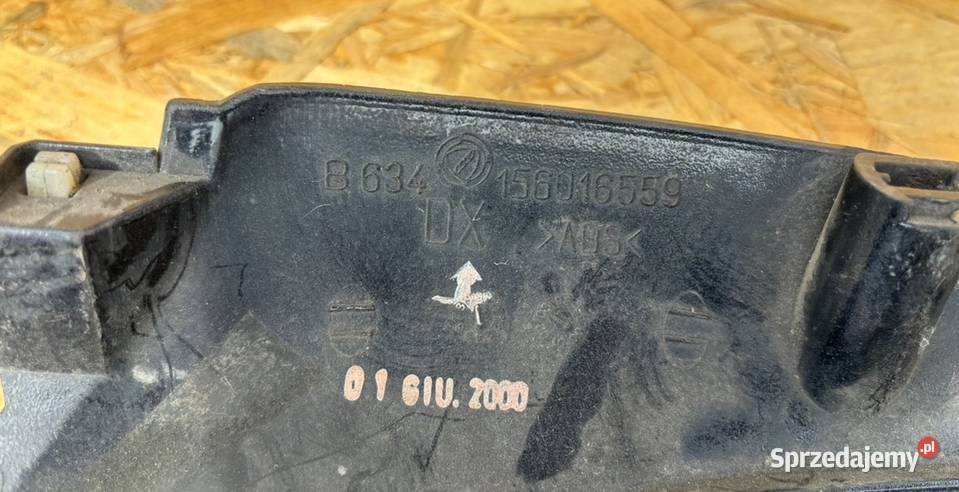 B 634 156016559
DX >ABS<
01 GIU. 2000
Sprzedajemy.pl